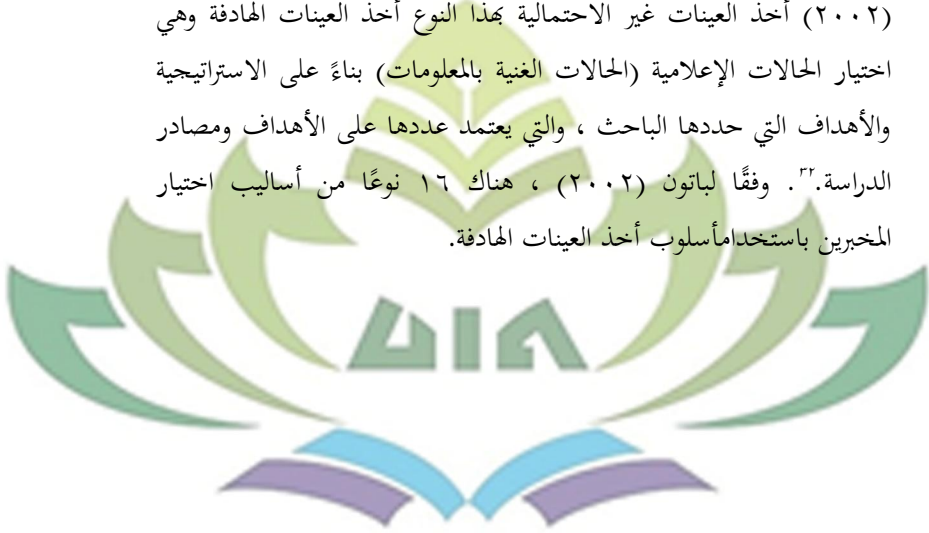 (٢٠٠٢) أخذ العينات غير الاحتمالية بهذا النوع أخذ العينات الهادفة وهي
اختيار الحالات الإعلامية (الحالات الغنية بالمعلومات) بناءً على الاستراتيجية
والأهداف التي حددها الباحث ، والتي يعتمد عددها على الأهداف ومصادر
الدراسة.٣٢. وفقًا لباتون (٢٠٠٢) ، هناك ١٦ نوعًا من أساليب اختيار
المخبرين باستخدامأسلوب أخذ العينات الهادفة.